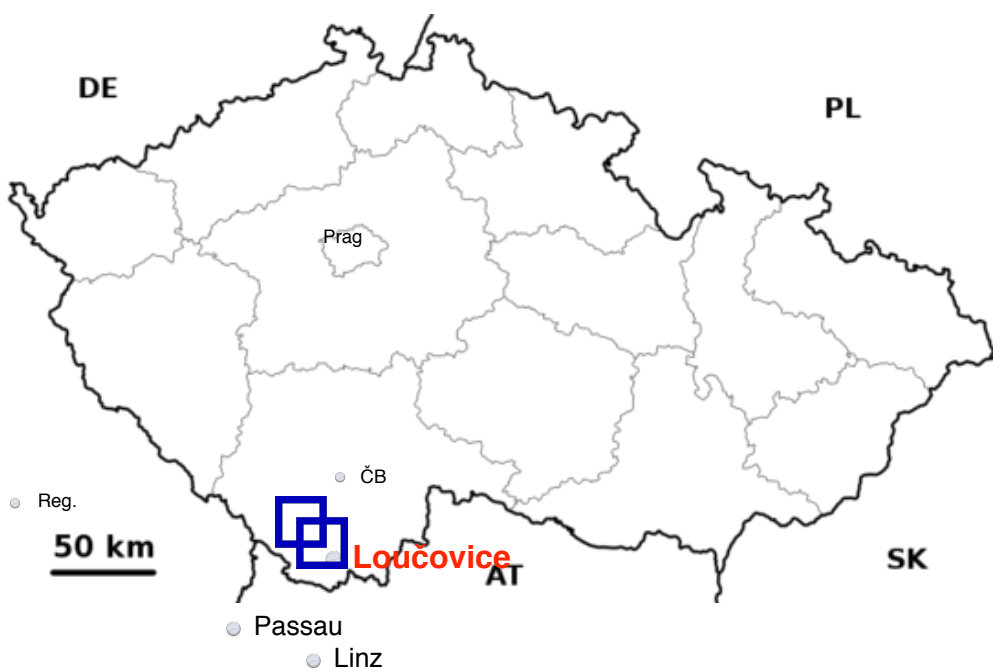 DE
PL
Prag
ČB
Reg.
50 km
Loučovice
AT
SK
Passau
Linz